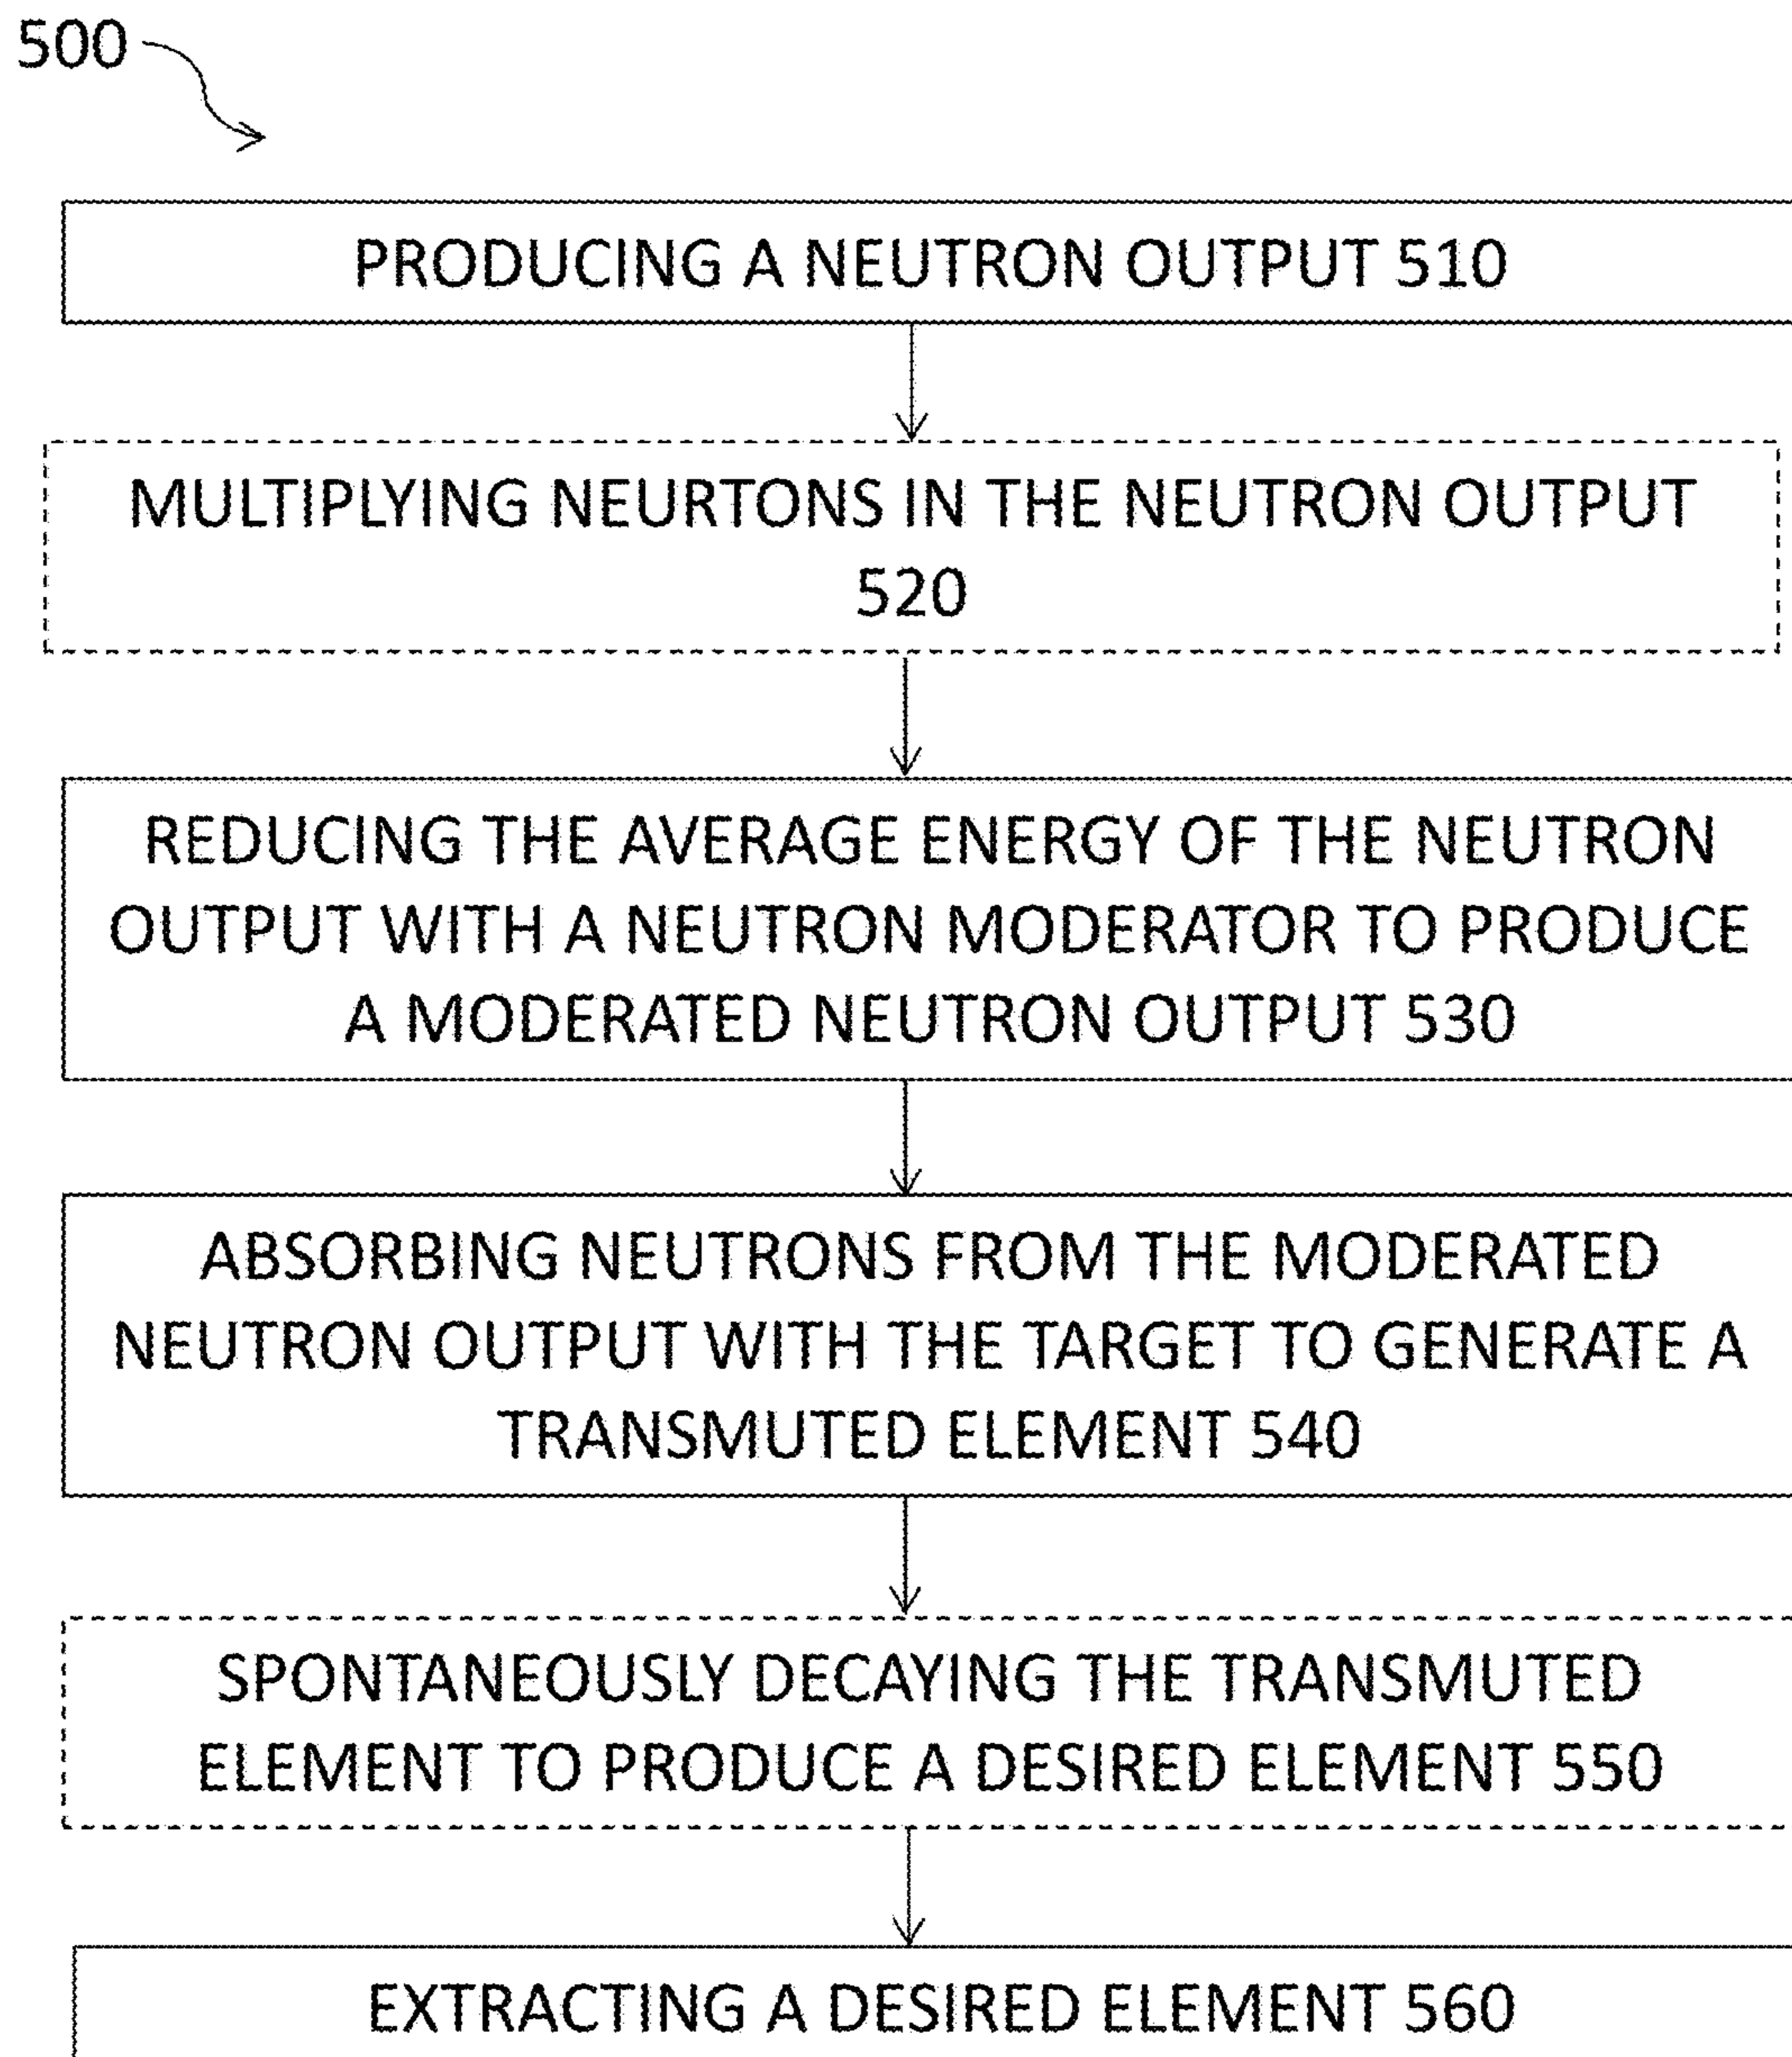 500
PRODUCING A NEUTRON OUTPUT 510
MULTIPLYING NEURTONS IN THE NEUTRON OUTPUT
520
REDUCING THE AVERAGE ENERGY OF THE NEUTRON
OUTPUT WITH A NEUTRON MODERATOR TO PRODUCE
A MODERATED NEUTRON OUTPUT 530
ABSORBING NEUTRONS FROM THE MODERATED
NEUTRON OUTPUT WITH THE TARGET TO GENERATE A
TRANSMUTED ELEMENT 540
SPONTANEOUSLY DECAYING THE TRANSMUTED
ELEMENT TO PRODUCE A DESIRED ELEMENT 550
EXTRACTING A DESIRED ELEMENT 560